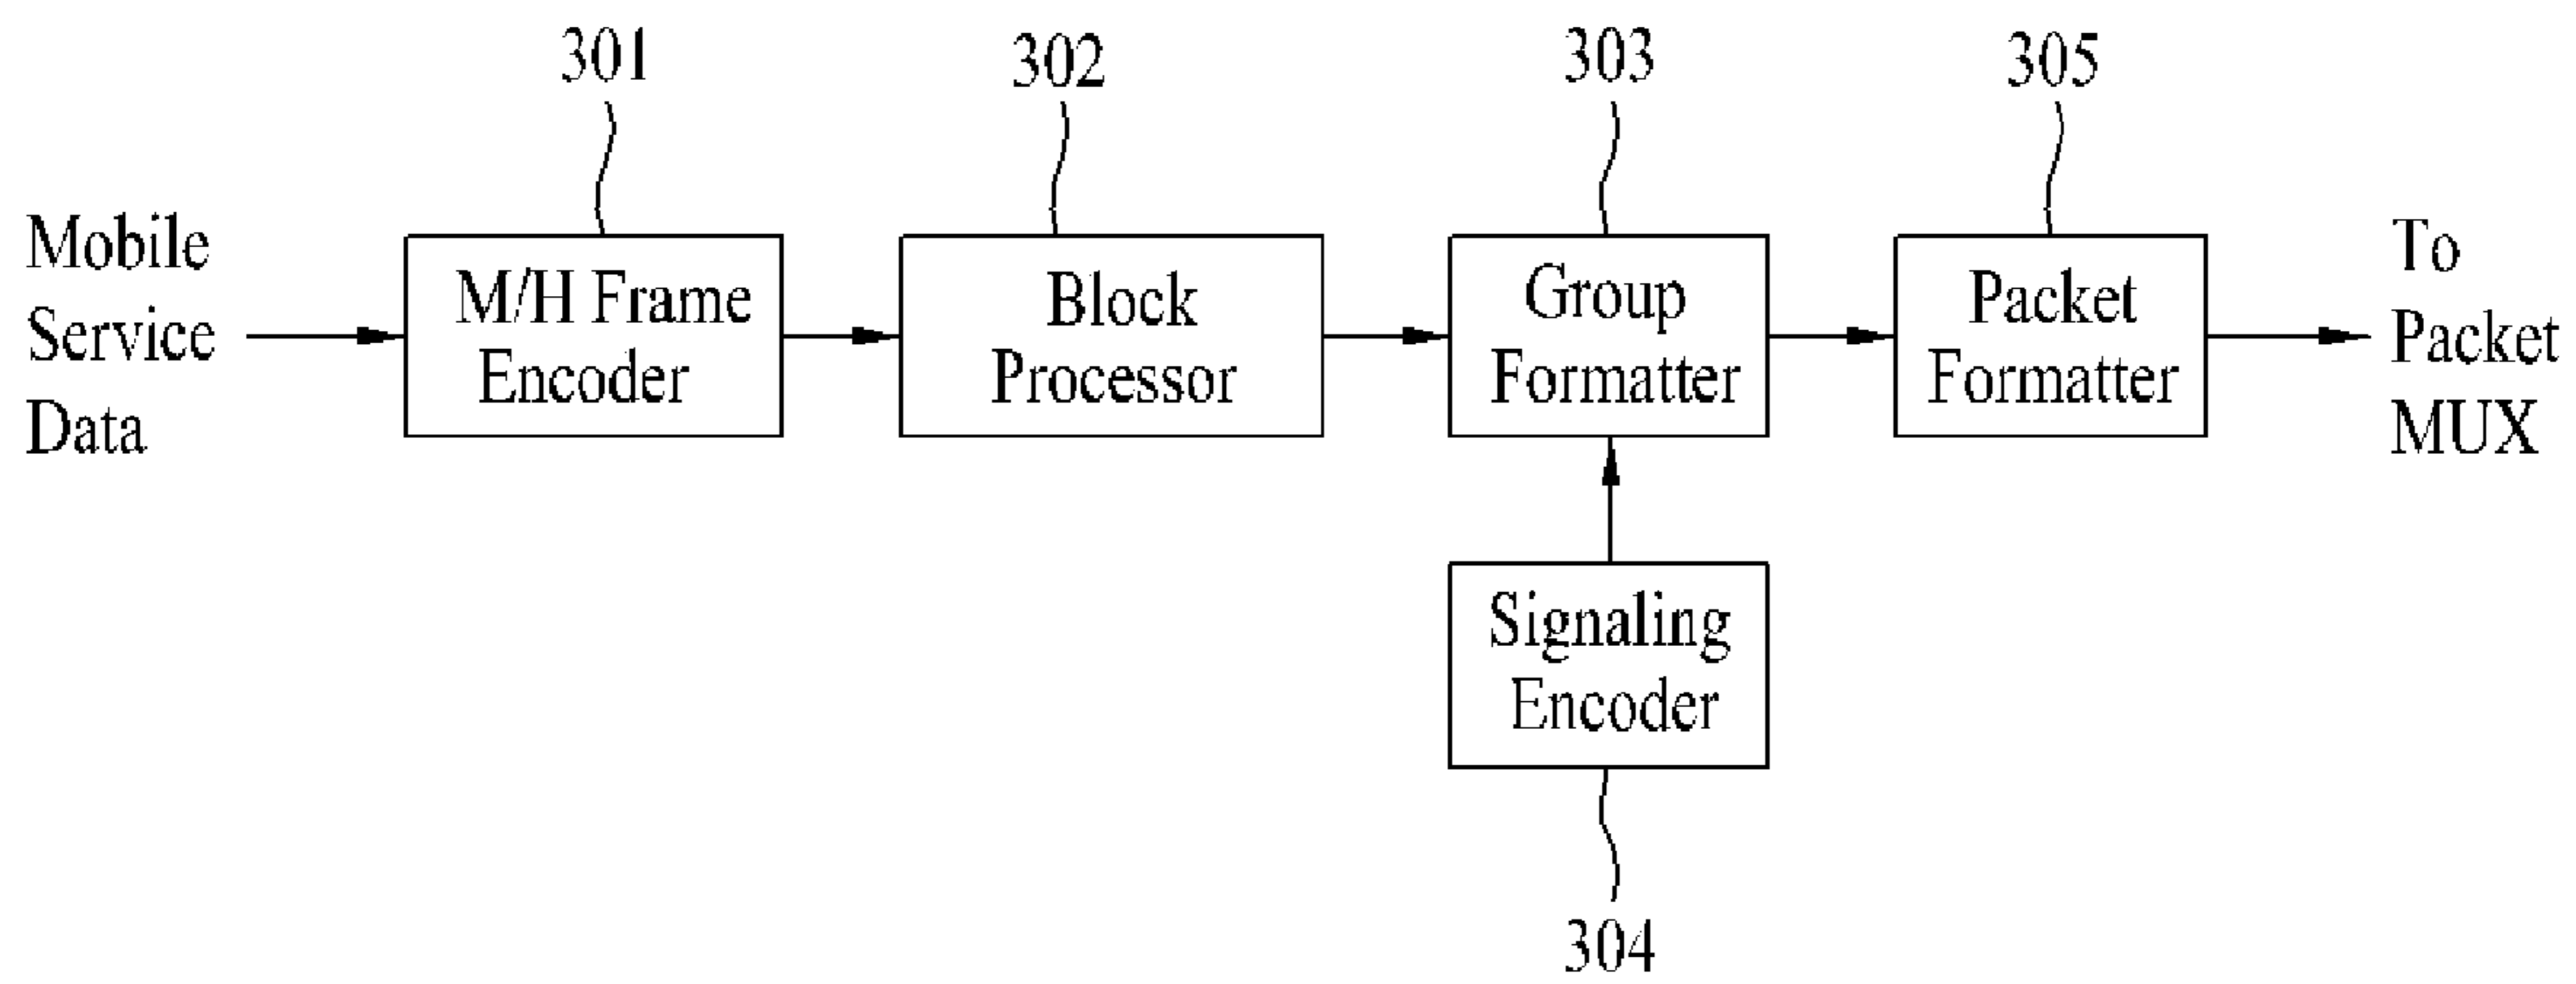 301
302
303
305
Mobile
Service
Data
M/H Frame
Encoder
Block
Processor
Group
Formatter
Packet
Formatter
To
Packet
MUX
Signaling
Encoder
304